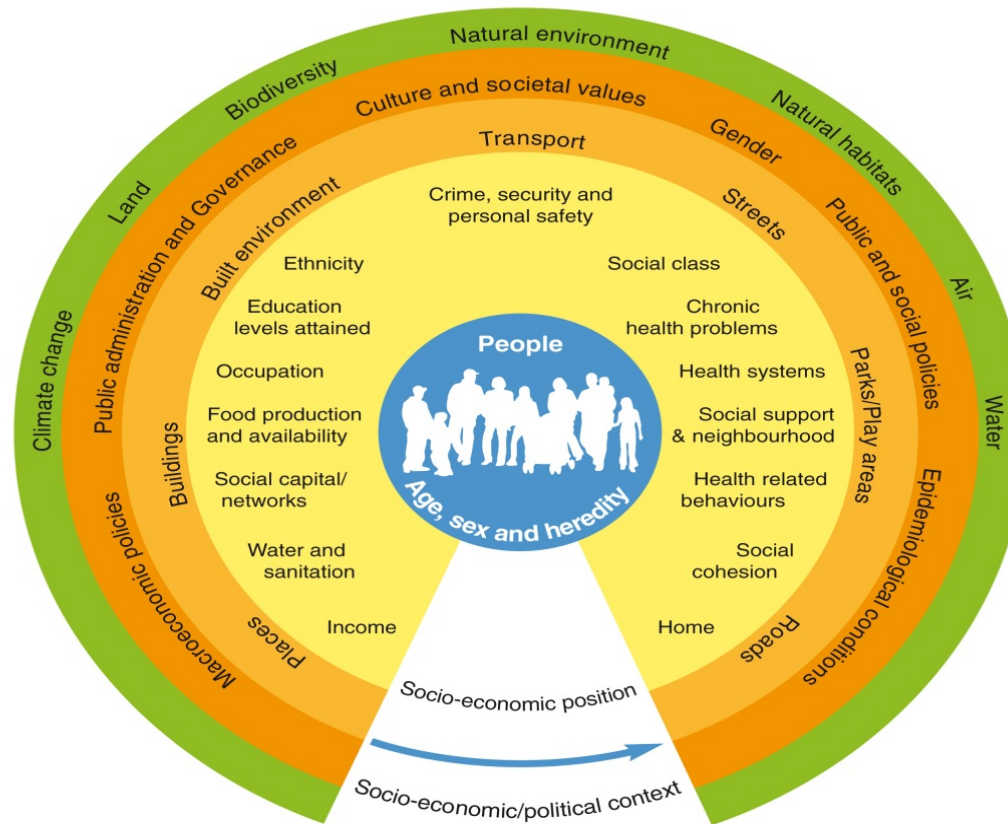 Natural environment
Biodiversity
Natural habitats
Land
Air
Climate change
Water
Culture and societal values
Gender
Public administration and Governance
Public and social policies
Macroeconomic policies
Epidemiological conditions
Transport
Built environment
Streets
Buildings
Parks/Play areas
Places
Roads
Crime, security and
personal safety
Ethnicity
Social class
Education
levels attained
Chronic
health problems
Occupation
Health systems
Food production
and availability
Social support
& neighbourhood
Social capital/
networks
Health related
behaviours
Water and
sanitation
Social
cohesion
Income
Home
People
Age, sex and heredity
Socio-economic position
Socio-economic/political context